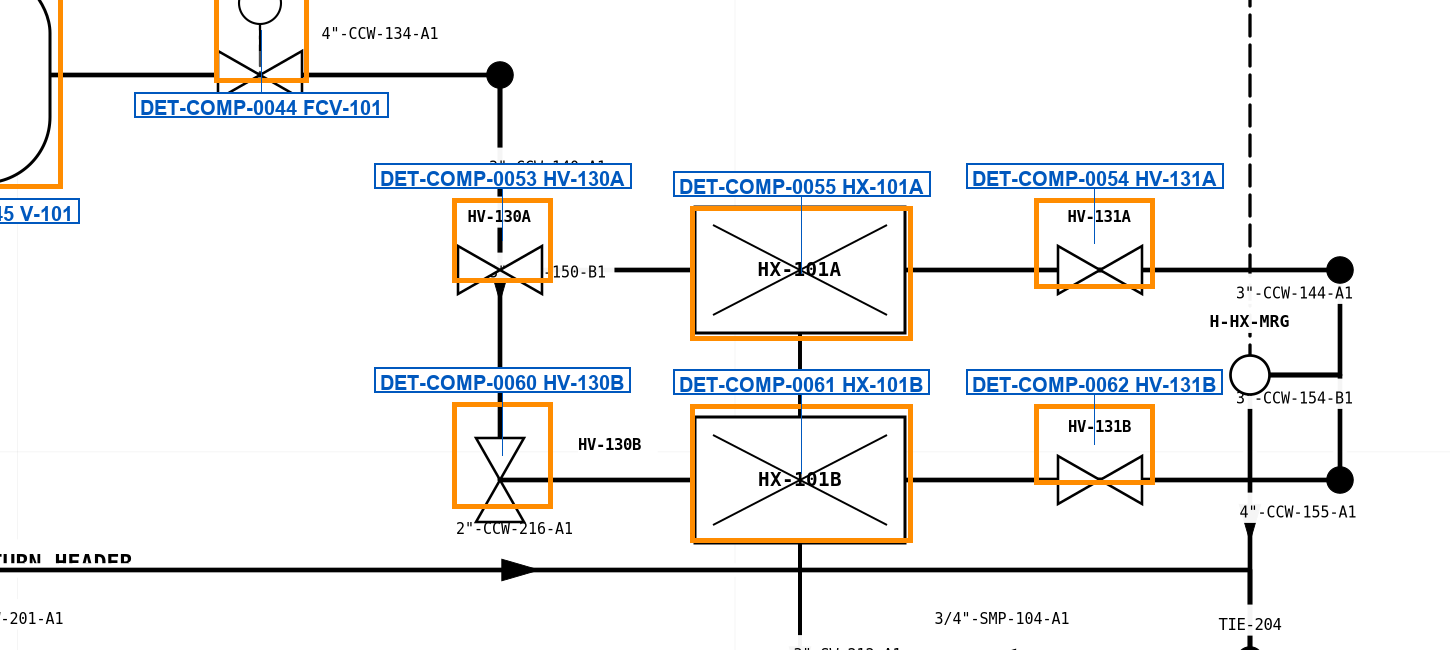 4"-CCW-134-A1
DET-COMP-0044 FCV-101
DET-COMP-0053 HV-130A
DET-COMP-0055 HX-101A
DET-COMP-0054 HV-131A
45 V-101
HV-130A
HV-131A
-150-B1
HX-101A
3"-CCW-144-A1
H-HX-MRG
DET-COMP-0060 HV-130B
DET-COMP-0061 HX-101B
DET-COMP-0062 HV-131B
-CCW-154-B1
HV-130B
HV-131B
HX-101B
4"-CCW-155-A1
2"-CCW-216-A1
HEADER
-201-A1
3/4"-SMP-104-A1
TIE-204